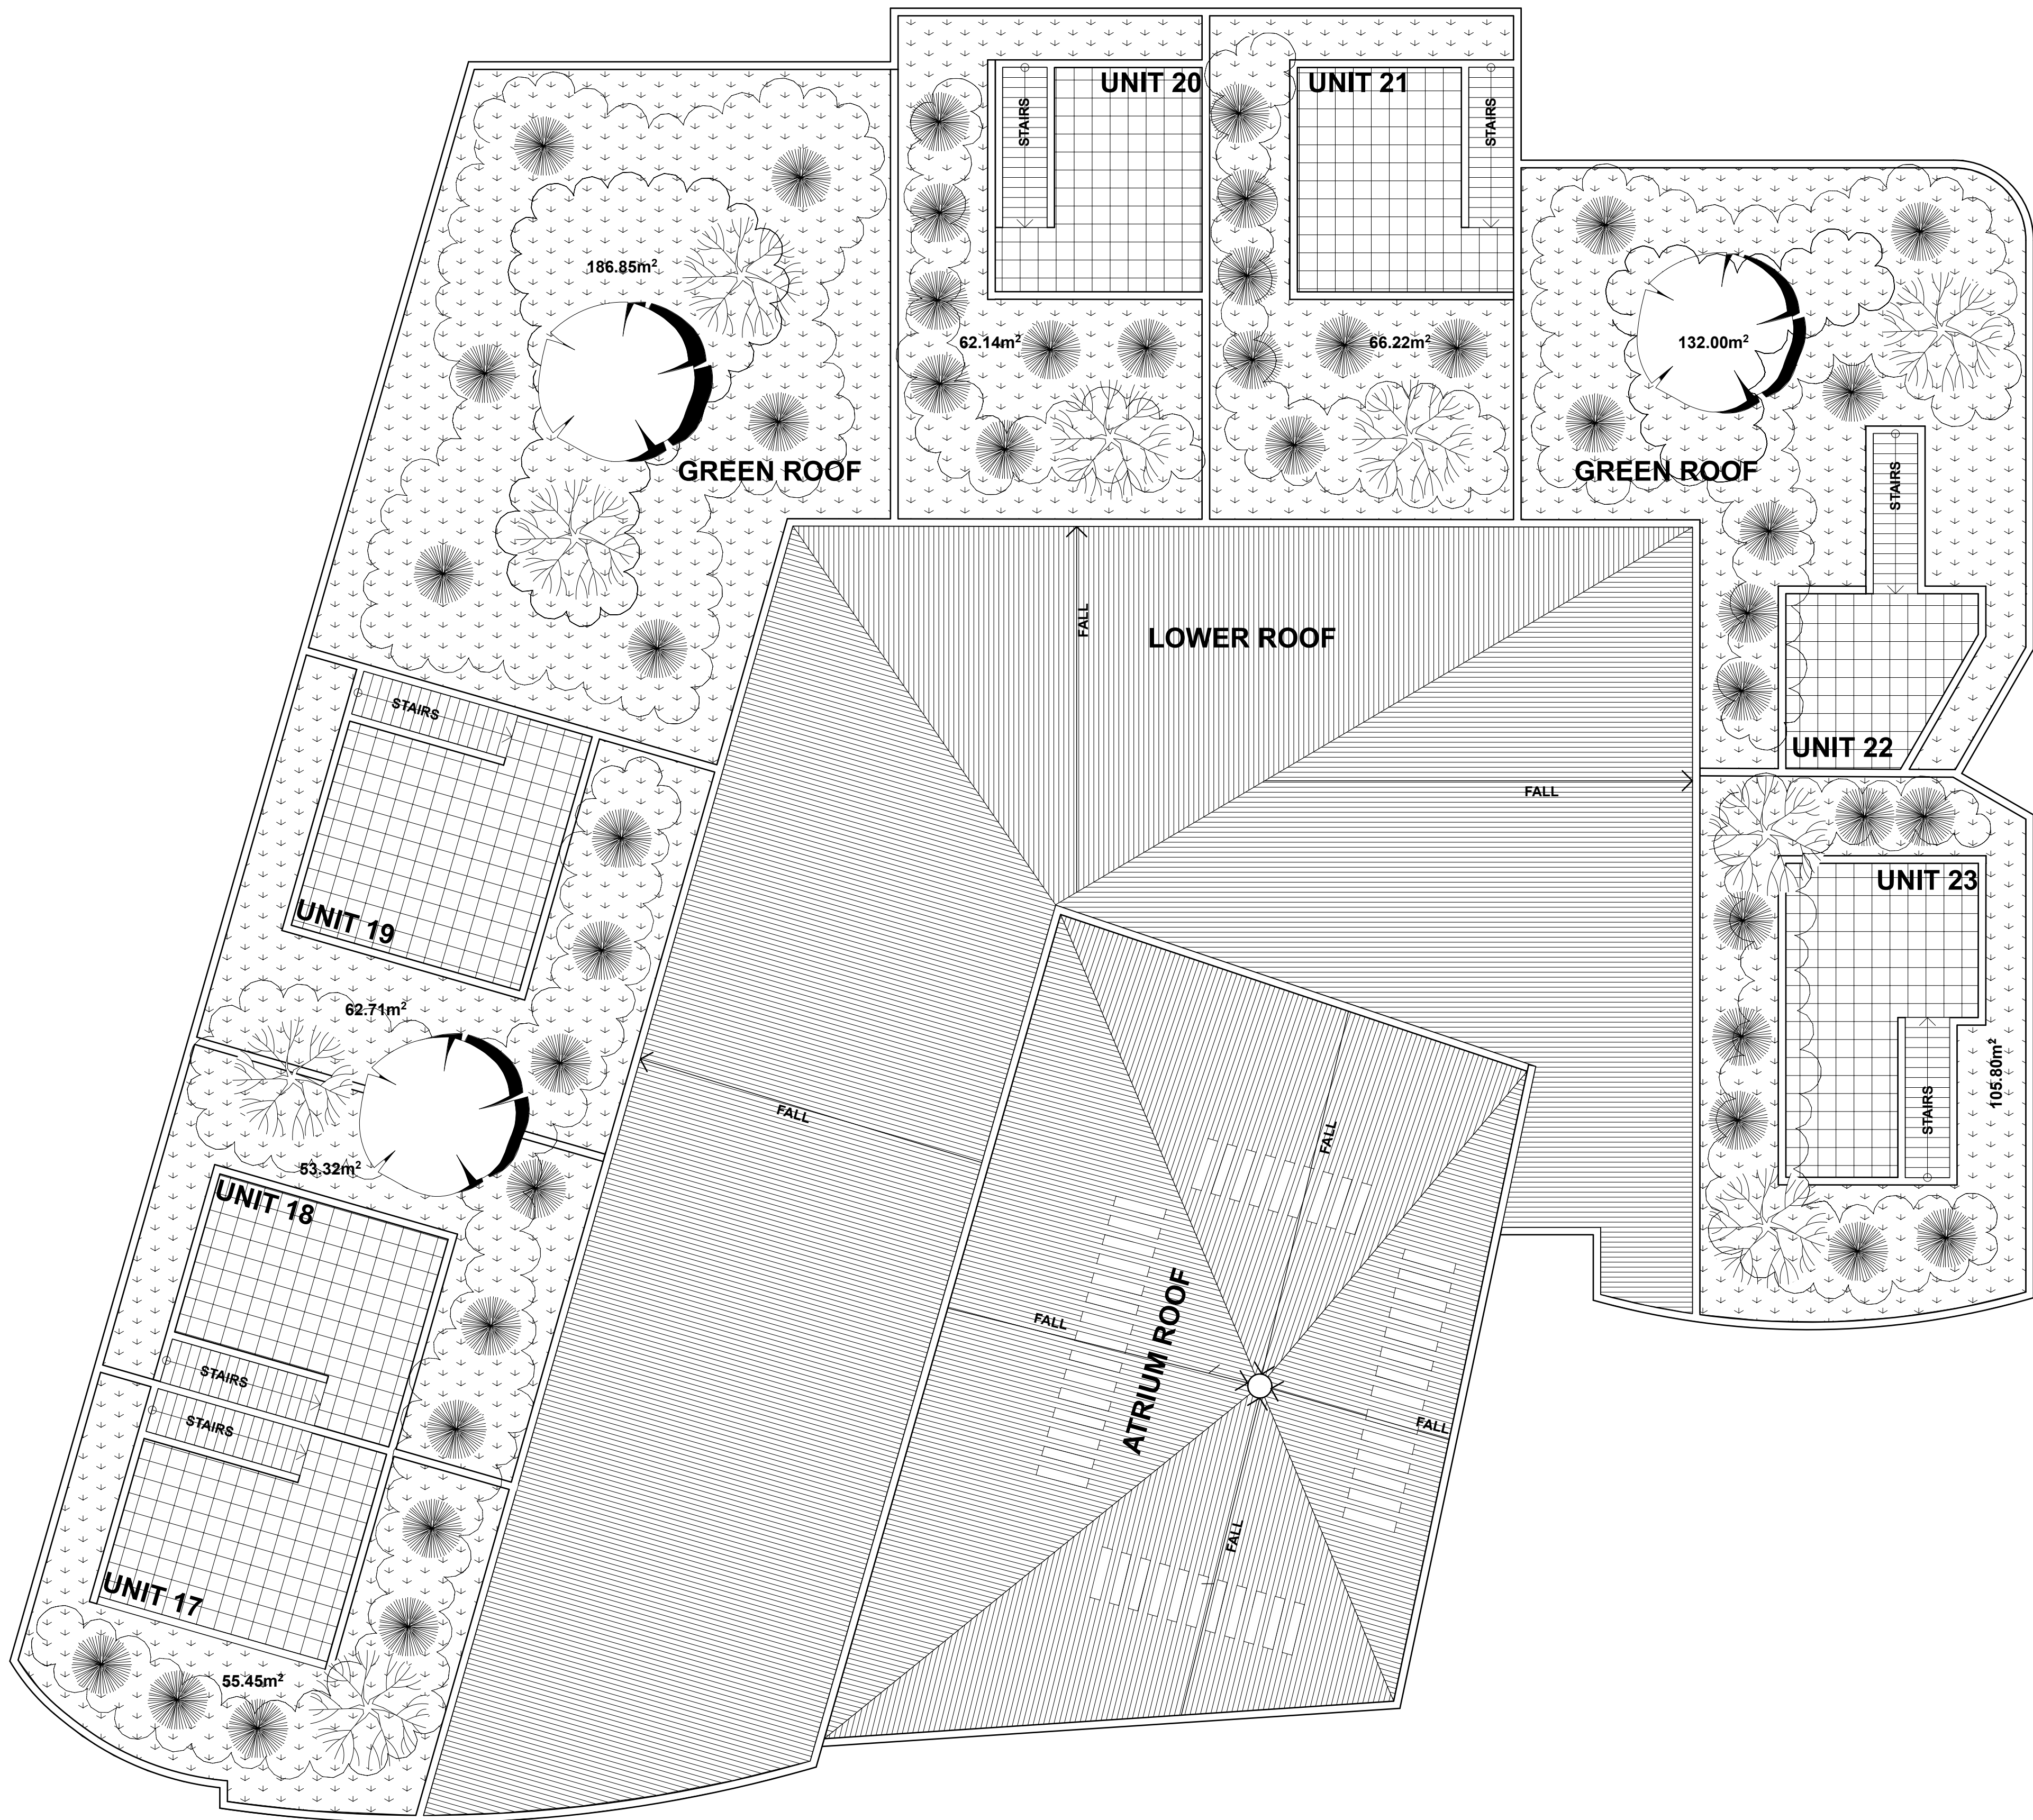 UNIT 20
UNIT 21
STAIRS
STAIRS
186.85m²
62.14m²
66.22m²
132.00m²
GREEN ROOF
GREEN ROOF
STAIRS
FALL
LOWER ROOF
STAIRS
UNIT 22
FALL
UNIT 19
UNIT 23
62.71m²
105.80m²
STAIRS
FALL
FALL
53.32m²
UNIT 18
FALL
ATRIUM ROOF
STAIRS
FALL
STAIRS
FALL
UNIT 17
55.45m²